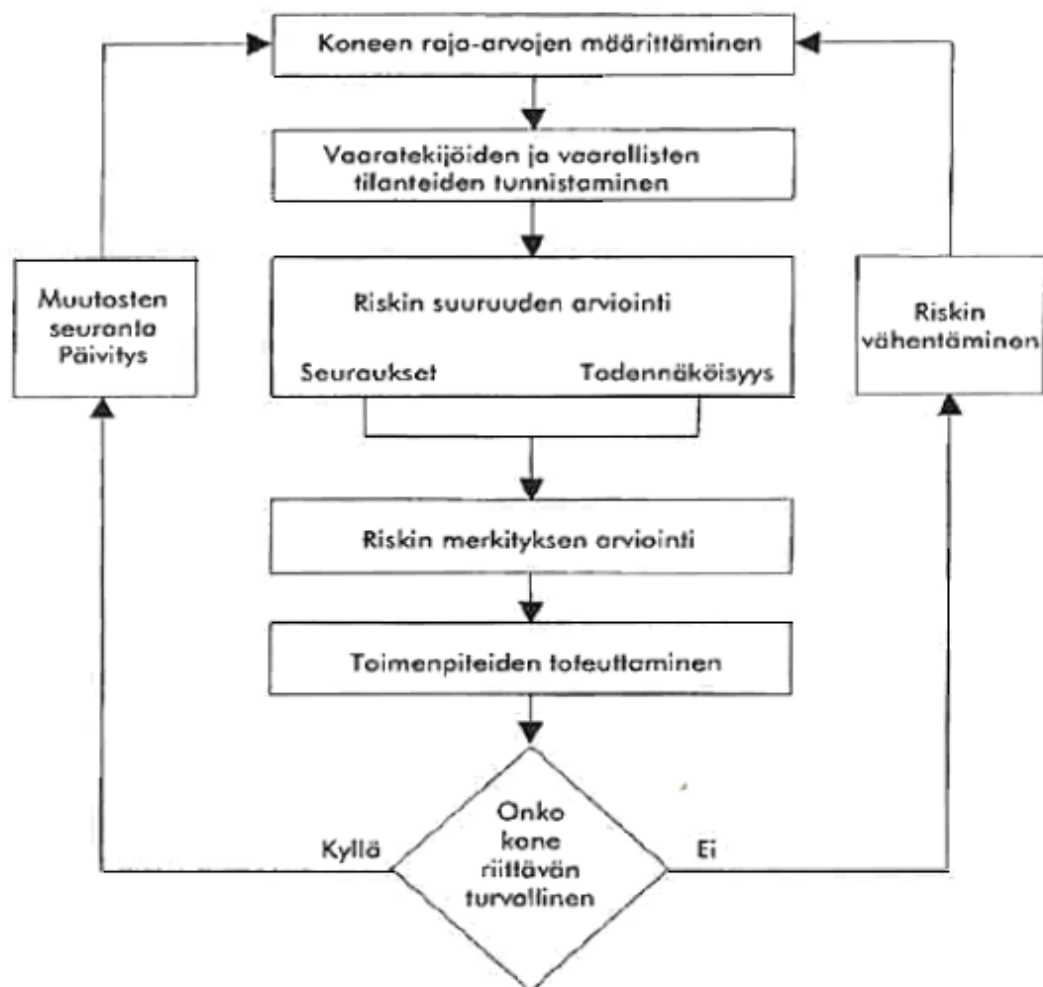 Koneen raja-arvojen määrittäminen
Vaaratekijöiden ja vaarallisten
tilanteiden tunnistaminen
Muutosten
seuranta
Päivitys
Riskin suuruuden arviointi
Seuraukset
Todennäköisyys
Riskin
vähentäminen
Riskin merkityksen arviointi
Toimenpiteiden toteuttaminen
Onko
kone
riittävän
turvallinen
Kyllä
Ei